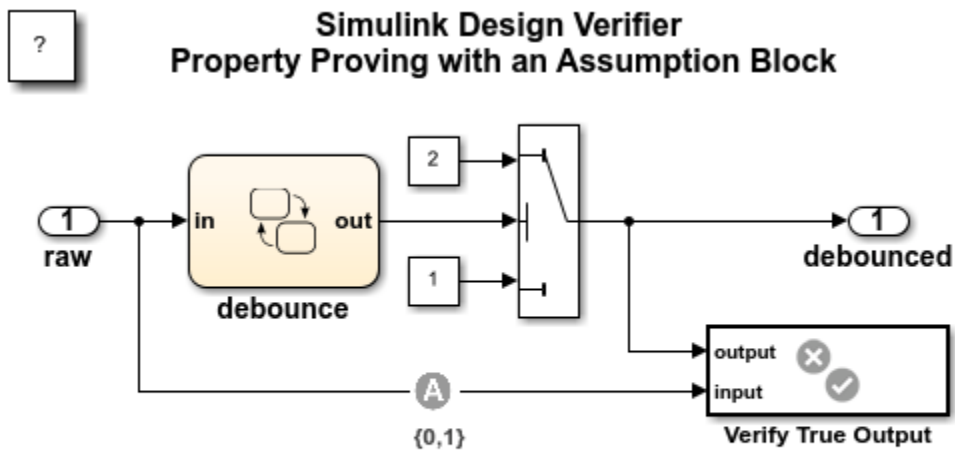 ?
Simulink Design Verifier
Property Proving with an Assumption Block
2
1
raw
in
out
debounce
1
1
debounced
output
input
A
{0,1}
Verify True Output